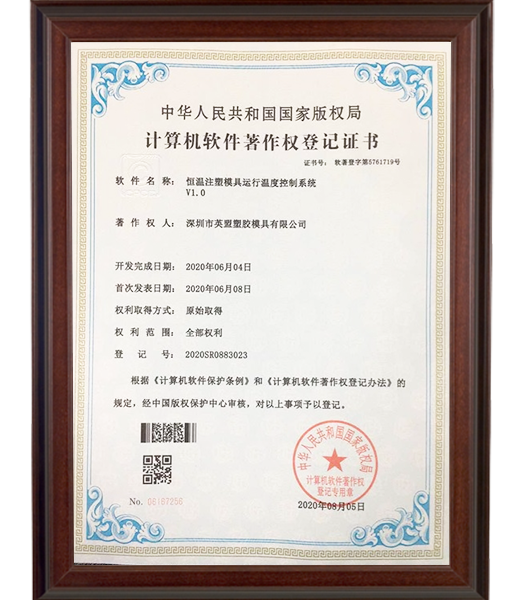 中华人民共和国国家版权局
计算机软件著作权登记证书
证书号： 软著登字第5761719号
软件名称： 恒温注塑模具运行温度控制系统
V1.0
著作权人： 深圳市英盟塑胶模具有限公司
开发完成日期： 2020年06月04日
首次发表日期： 2020年06月08日
权利取得方式： 原始取得
权利范围： 全部权利
登记号： 2020SR0883023
根据《计算机软件保护条例》和《计算机软件著作权登记办法》的
规定，经中国版权保护中心审核，对以上事项予以登记。
中华人民共和国国家版权局
计算机软件著作权
登记专用章
No. 06167256
2020年08月05日